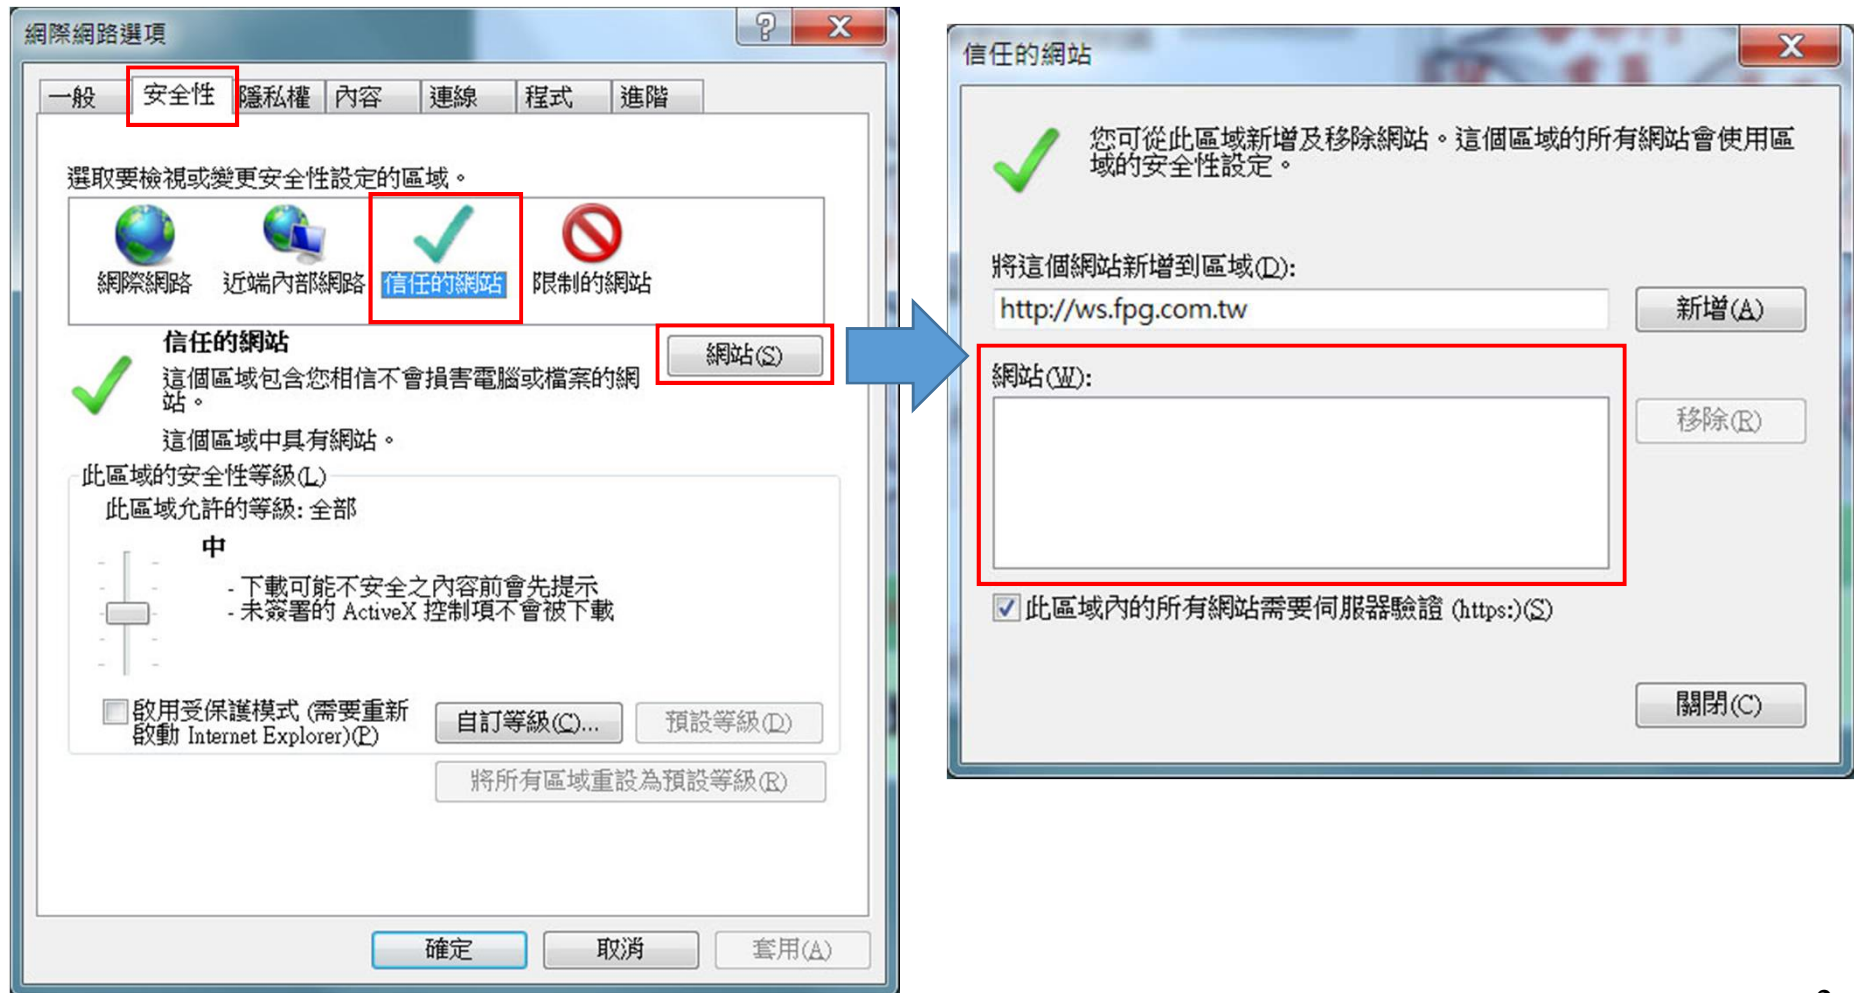 網際網路選項
一般 安全性 隱私權 內容 連線 程式 進階
選取要檢視或變更安全性設定的區域。
網際網路 近端內部網路 信任的網站 限制的網站
信任的網站
網站(S)
這個區域包含您相信不會損害電腦或檔案的網
站。
這個區域中具有網站。
此區域的安全性等級(L)
此區域允許的等級: 全部
中
- 下載可能不安全之內容前會先提示
- 未簽署的 ActiveX 控制項不會被下載
啟用受保護模式 (需要重新
啟動 Internet Explorer)(P)
自訂等級(C)... 預設等級(D)
將所有區域重設為預設等級(R)
確定 取消 套用(A)
信任的網站
您可從此區域新增及移除網站。這個區域的所有網站會使用區
域的安全性設定。
將這個網站新增到區域(D):
http://ws.fpg.com.tw 新增(A)
網站(W):
移除(R)
此區域內的所有網站需要伺服器驗證 (https:)(S)
關閉(C)